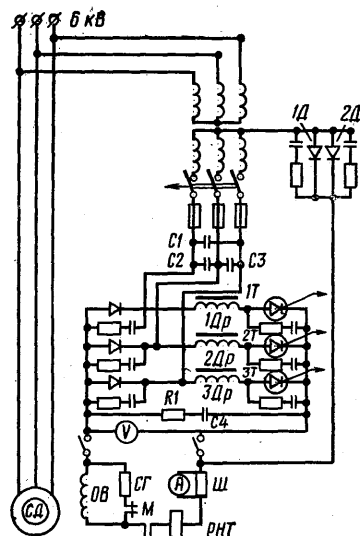 6 кВ
1Д 2Д
С1
С2 С3
1Т
1Др
2Т
2Др
3Т
3Др
R1
С4
V
ОВ СГ А Ш
М
СД
РНТ